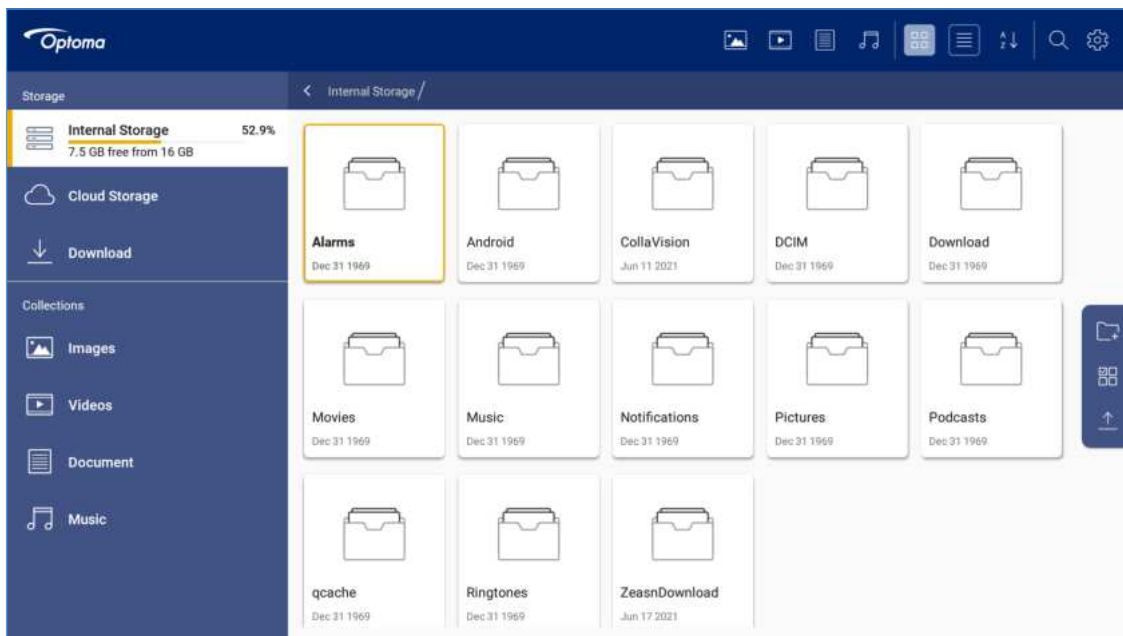 Optoma
Storage
Internal Storage 52.9%
7.5 GB free from 16 GB
Cloud Storage
Download
Collections
Images
Videos
Document
Music
Internal Storage /
Alarms
Dec 31 1969
Android
Dec 31 1969
CollaVision
Jun 11 2021
DCIM
Dec 31 1969
Download
Dec 31 1969
Movies
Dec 31 1969
Music
Dec 31 1969
Notifications
Dec 31 1969
Pictures
Dec 31 1969
Podcasts
Dec 31 1969
qcache
Dec 31 1969
Ringtones
Dec 31 1969
ZeasnDownload
Jun 17 2021